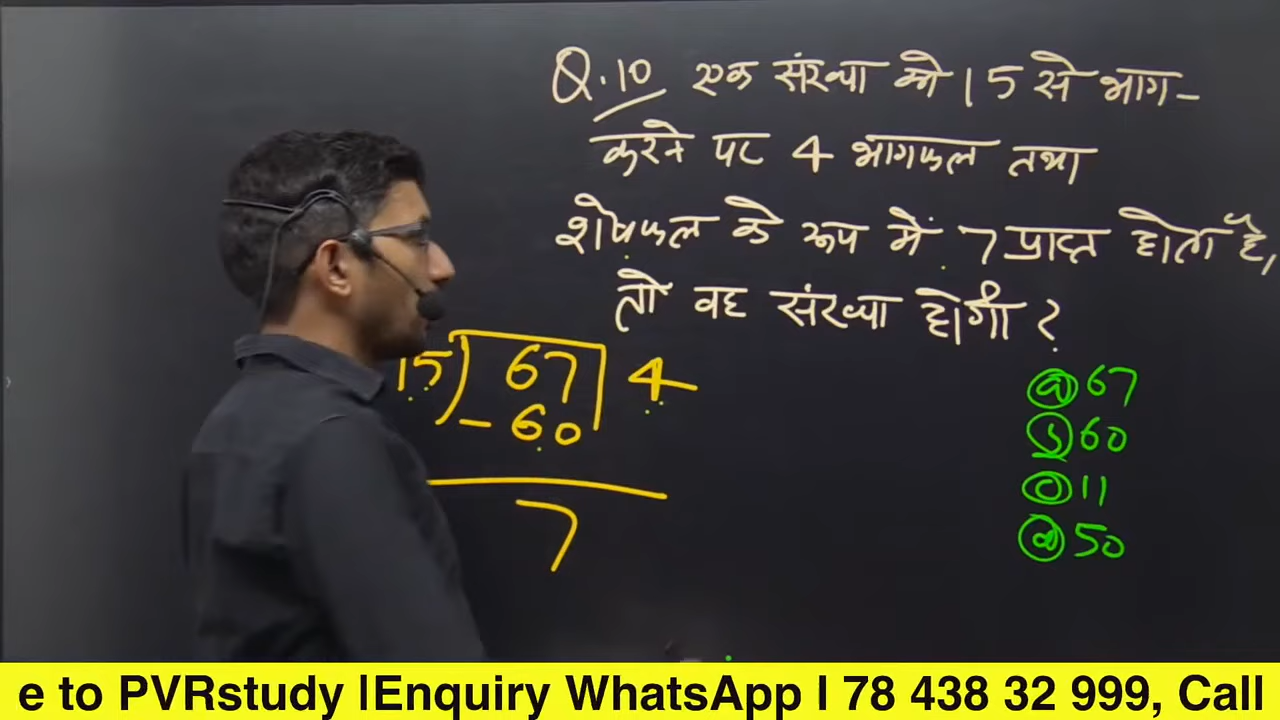 Q.10 एक संख्या को 15 से भाग-
करने पर 4 भागफल तथा
शेषफल के रूप में 7 प्राप्त होता है,
तो वह संख्या होगी ?
15) 67 4
- 60
7
(a) 67
(b) 60
(c) 11
(d) 50
e to PVRstudy |Enquiry WhatsApp I 78 438 32 999, Call